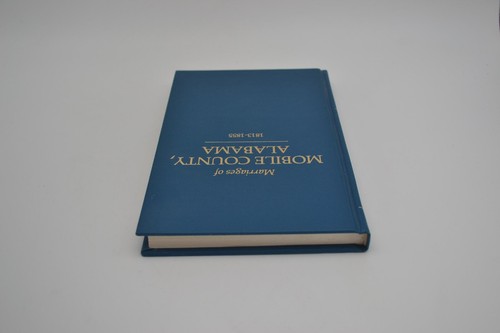 Marriages of
MOBILE COUNTY,
ALABAMA
1813-1855